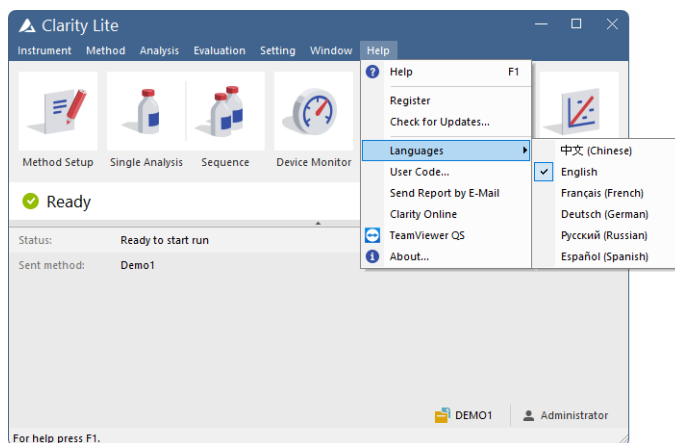 Clarity Lite
Instrument Method Analysis Evaluation Setting Window Help
Help F1
Register
Check for Updates...
Languages
User Code...
Send Report by E-Mail
Clarity Online
TeamViewer QS
About...
中文 (Chinese)
English
Français (French)
Deutsch (German)
Русский (Russian)
Español (Spanish)
Method Setup Single Analysis Sequence Device Monitor
Ready
Status: Ready to start run
Sent method: Demo1
DEMO1 Administrator
For help press F1.